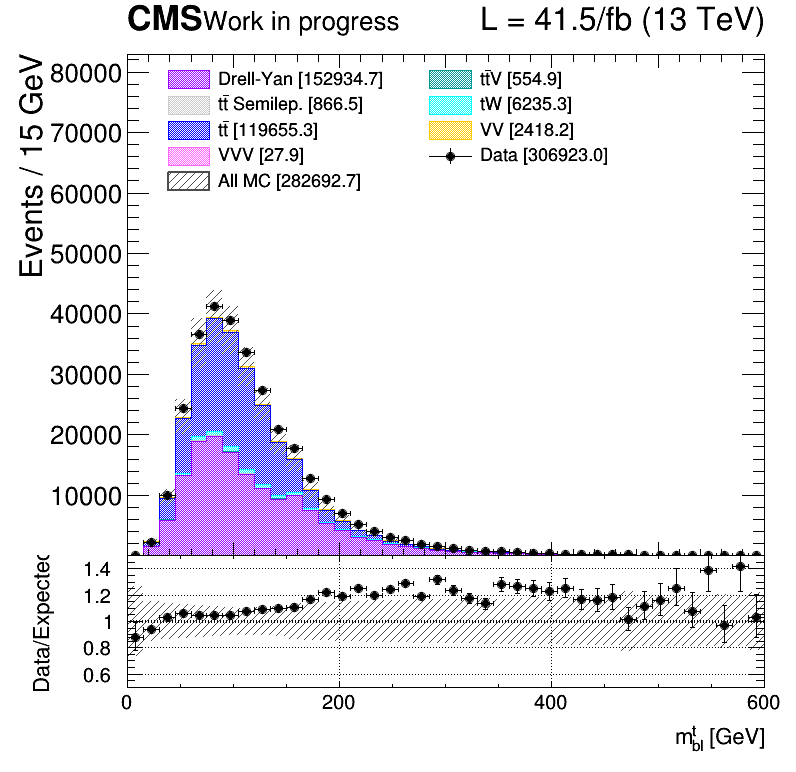 CMS Work in progress L = 41.5/fb (13 TeV)
Events / 15 GeV
80000
70000
60000
50000
40000
30000
20000
10000
Drell-Yan [152934.7]
tt̄ Semilep. [866.5]
tt̄ [119655.3]
VVV [27.9]
All MC [282692.7]
tt̄V [554.9]
tW [6235.3]
VV [2418.2]
Data [306923.0]
Data/Expected
1.4
1.2
1
0.8
0.6
0 200 400 600
m^t_bl [GeV]